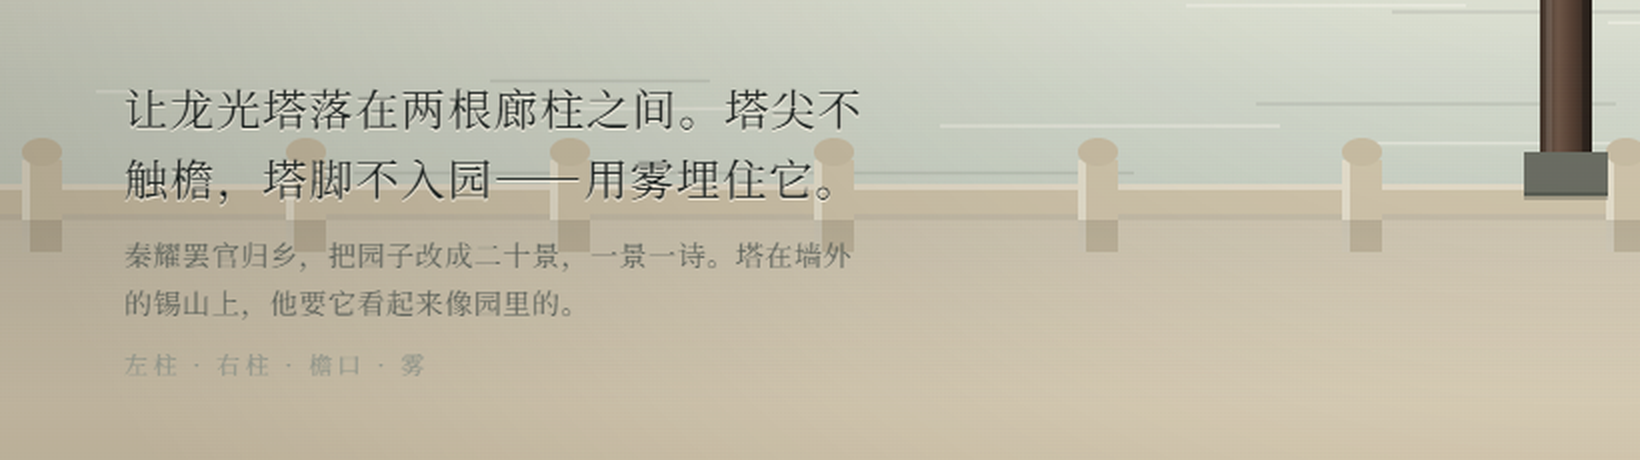 让龙光塔落在两根廊柱之间。塔尖不
触檐，塔脚不入园——用雾埋住它。
秦耀罢官归乡，把园子改成二十景，一景一诗。塔在墙外
的锡山上，他要它看起来像园里的。
左柱 · 右柱 · 檐口 · 雾